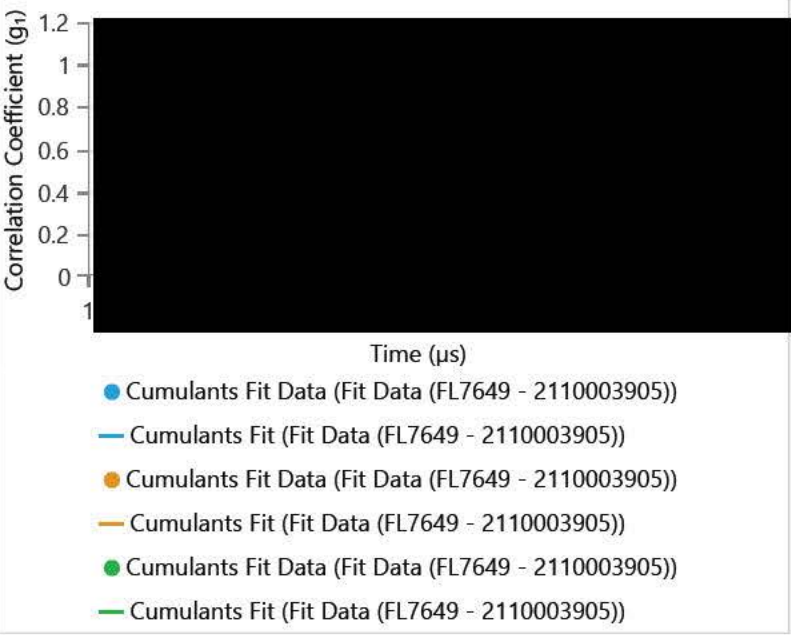 Correlation Coefficient (g₁)
1.2
1
0.8
0.6
0.4
0.2
0
1
Time (µs)
Cumulants Fit Data (Fit Data (FL7649 - 2110003905))
Cumulants Fit (Fit Data (FL7649 - 2110003905))
Cumulants Fit Data (Fit Data (FL7649 - 2110003905))
Cumulants Fit (Fit Data (FL7649 - 2110003905))
Cumulants Fit Data (Fit Data (FL7649 - 2110003905))
Cumulants Fit (Fit Data (FL7649 - 2110003905))